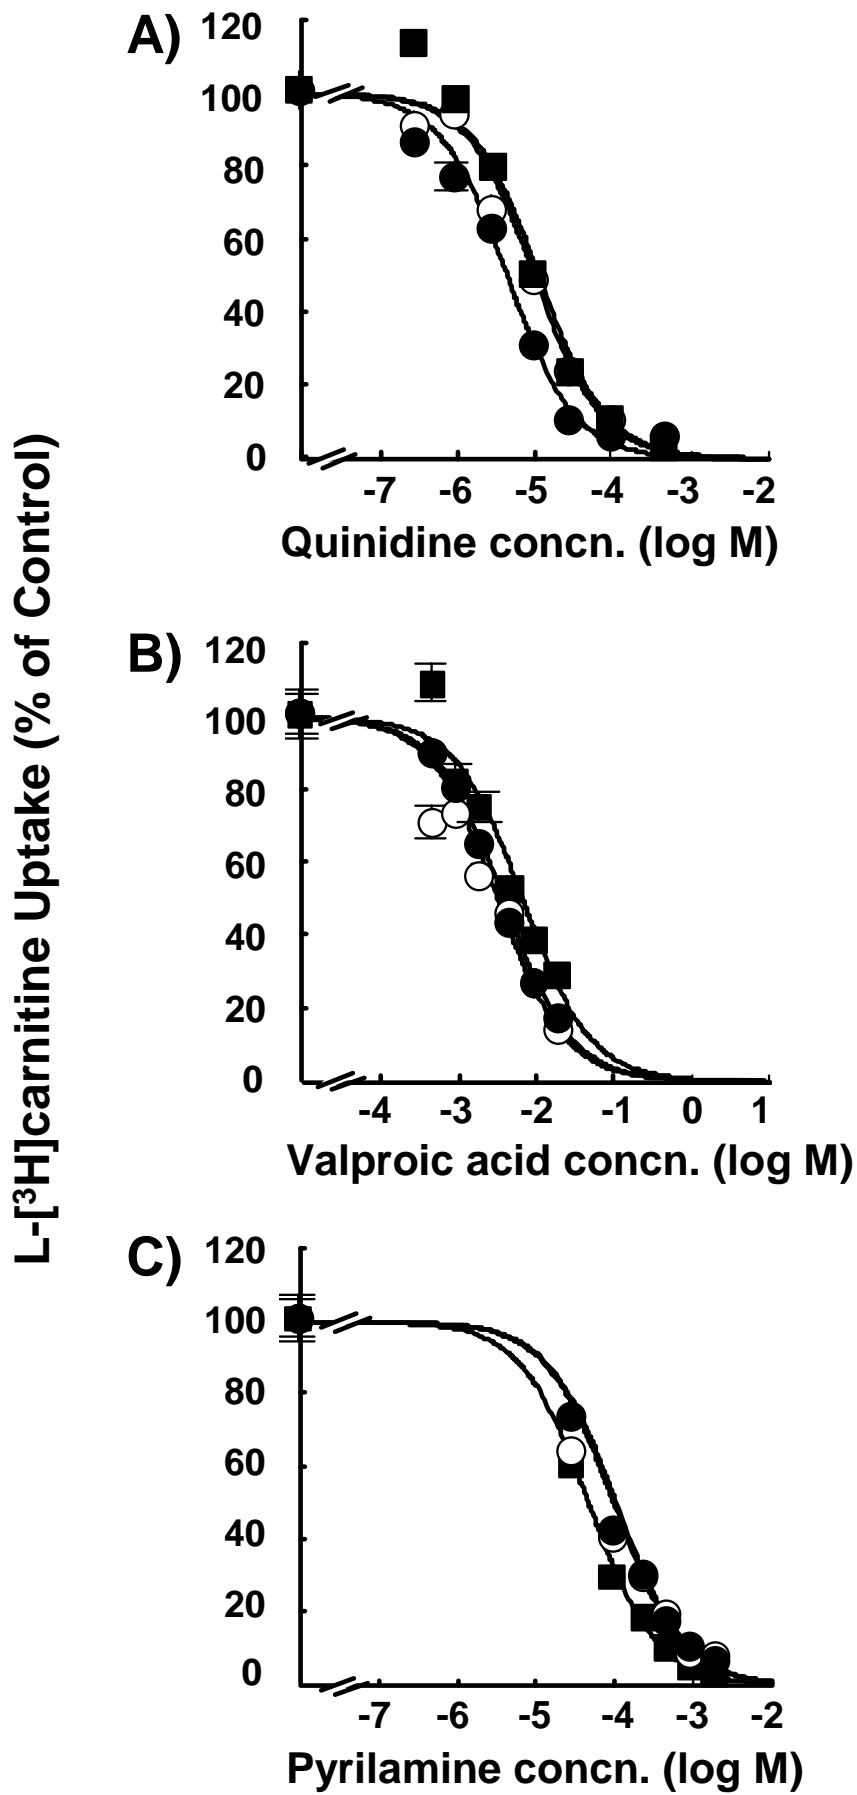 L-[³H]carnitine Uptake (% of Control)
A)
120
100
80
60
40
20
0
-7 -6 -5 -4 -3 -2
Quinidine concn. (log M)
B)
120
100
80
60
40
20
0
-4 -3 -2 -1 0 1
Valproic acid concn. (log M)
C)
120
100
80
60
40
20
0
-7 -6 -5 -4 -3 -2
Pyrilamine concn. (log M)